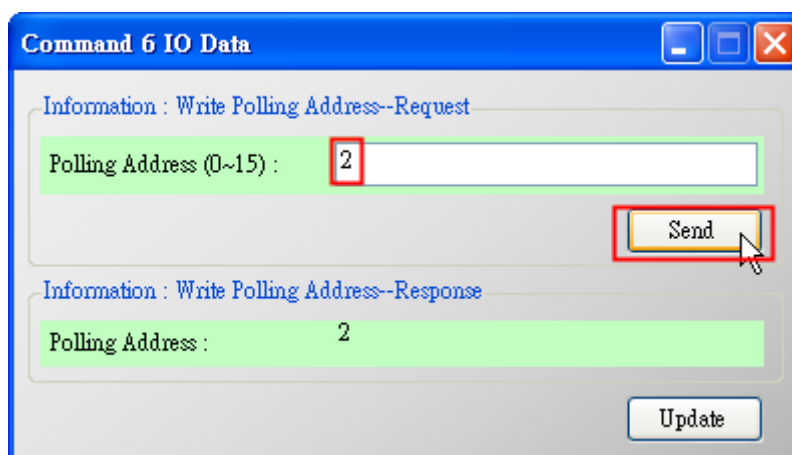 Command 6 IO Data
Information : Write Polling Address--Request
Polling Address (0~15) : 2
Send
Information : Write Polling Address--Response
Polling Address : 2
Update